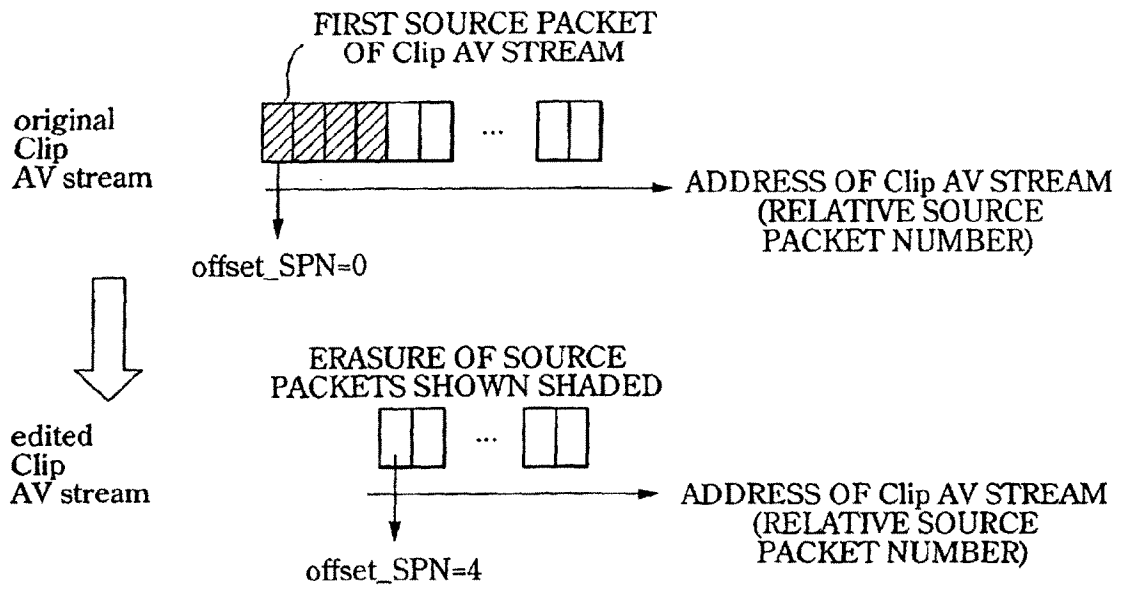 FIRST SOURCE PACKET
OF Clip AV STREAM
original
Clip
AV stream
...
ADDRESS OF Clip AV STREAM
(RELATIVE SOURCE
PACKET NUMBER)
offset_SPN=0
ERASURE OF SOURCE
PACKETS SHOWN SHADED
edited
Clip
AV stream
...
ADDRESS OF Clip AV STREAM
(RELATIVE SOURCE
PACKET NUMBER)
offset_SPN=4